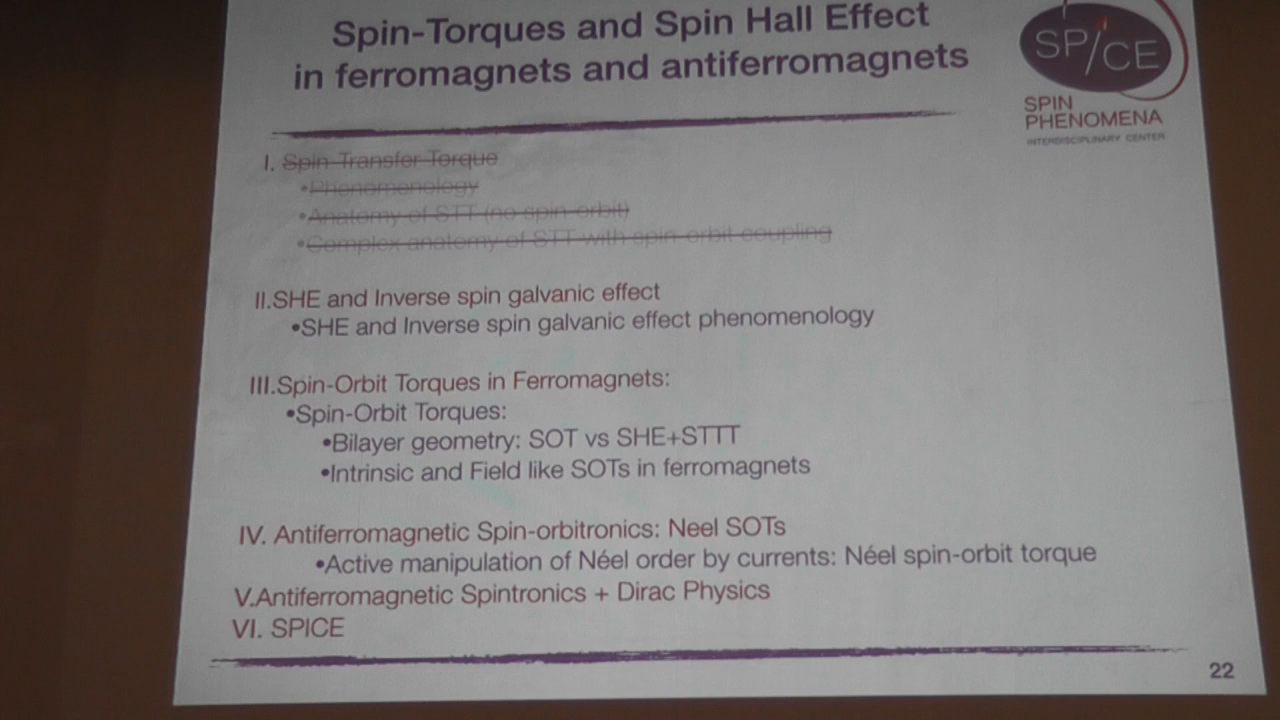 Spin-Torques and Spin Hall Effect
in ferromagnets and antiferromagnets
SP/CE
SPIN
PHENOMENA
INTERDISCIPLINARY CENTER
I. Spin-Transfer Torque
•Phenomenology
•Anatomy of STT (no spin-orbit)
•Complex anatomy of STT with spin-orbit coupling
II.SHE and Inverse spin galvanic effect
•SHE and Inverse spin galvanic effect phenomenology
III.Spin-Orbit Torques in Ferromagnets:
•Spin-Orbit Torques:
•Bilayer geometry: SOT vs SHE+STTT
•Intrinsic and Field like SOTs in ferromagnets
IV. Antiferromagnetic Spin-orbitronics: Neel SOTs
•Active manipulation of Néel order by currents: Néel spin-orbit torque
V.Antiferromagnetic Spintronics + Dirac Physics
VI. SPICE
22